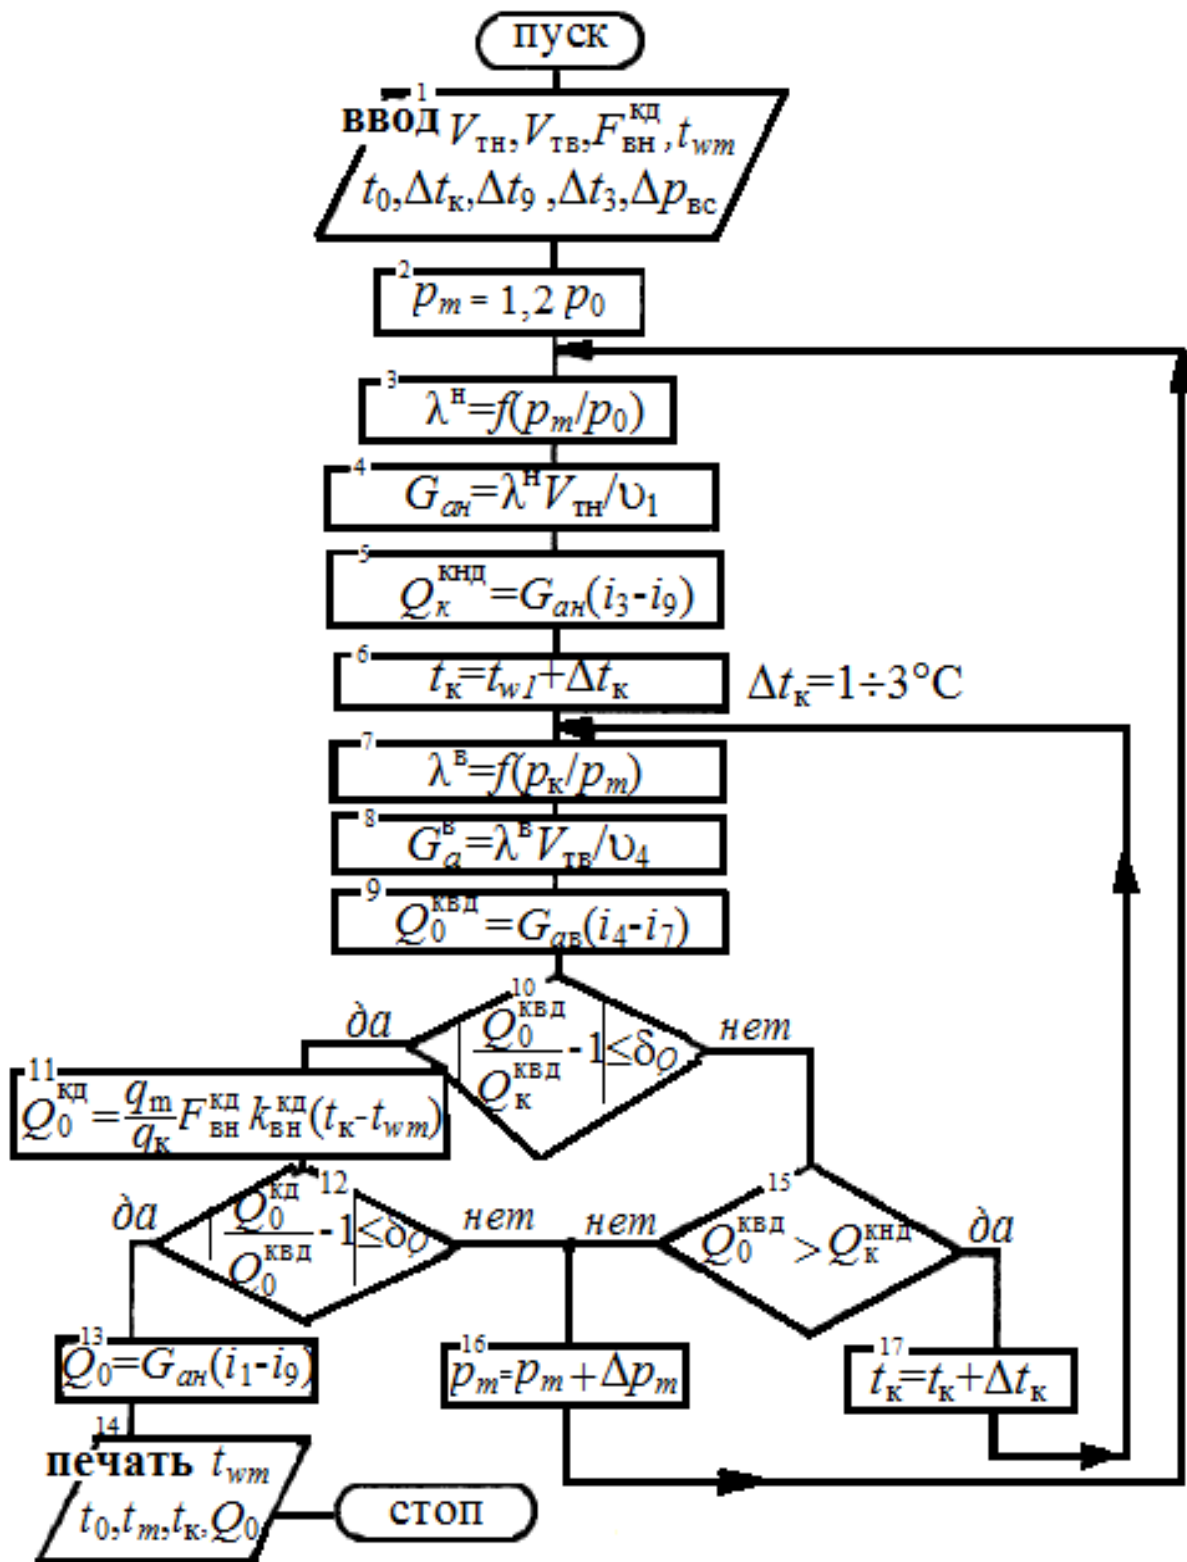 пуск
1
ввод V_тн, V_тв, F_вн^кд, t_wm
t_0, Δt_к, Δt_9, Δt_3, Δp_вс
2
p_m = 1,2 p_0
3
λ^н=f(p_m/p_0)
4
G_ан=λ^н V_тн/υ_1
5
Q_к^кнд=G_ан(i_3-i_9)
6
t_к=t_w1+Δt_к
Δt_к=1÷3°C
7
λ^в=f(p_к/p_m)
8
G_а^в=λ^в V_тв/υ_4
9
Q_0^квд=G_ав(i_4-i_7)
10
да
|Q_0^квд/Q_к^квд-1|≤δ_Q
нет
11
Q_0^кд=q_m/q_к F_вн^кд k_вн^кд(t_к-t_wm)
12
да
|Q_0^кд/Q_0^квд-1|≤δ_Q
нет
15
нет
Q_0^квд>Q_к^кнд
да
13
Q_0=G_ан(i_1-i_9)
16
p_m=p_m+Δp_m
17
t_к=t_к+Δt_к
14
печать t_wm
t_0,t_m,t_к,Q_0
стоп